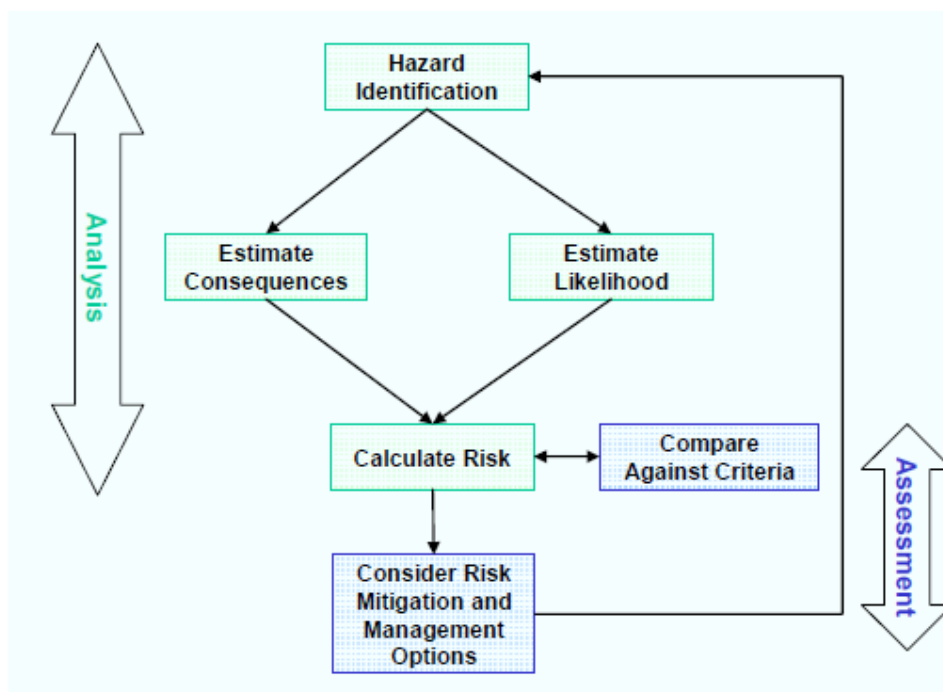 Hazard
Identification
Analysis
Estimate
Consequences
Estimate
Likelihood
Calculate Risk
Compare
Against Criteria
Assessment
Consider Risk
Mitigation and
Management
Options